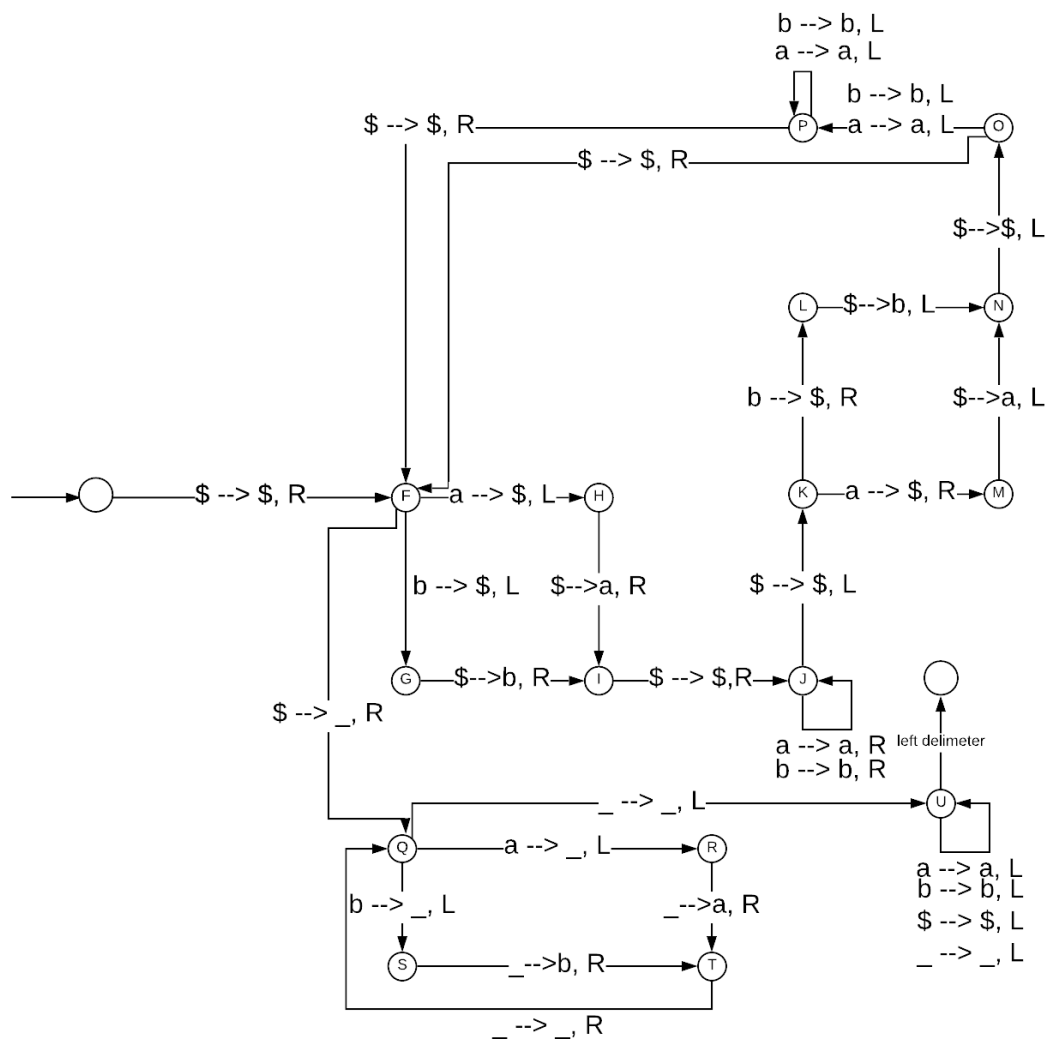 b --> b, L
a --> a, L
b --> b, L
$ --> $, R
P
a --> a, L
O
$ --> $, R
$-->$, L
L
$-->b, L
N
b --> $, R
$-->a, L
$ --> $, R
F
a --> $, L
H
K
a --> $, R
M
b --> $, L
$-->a, R
$ --> $, L
G
$-->b, R
I
$ --> $,R
J
$ --> _, R
a --> a, R
b --> b, R
left delimeter
_ --> _, L
U
Q
a --> _, L
R
a --> a, L
b --> b, L
$ --> $, L
_ --> _, L
b --> _, L
_-->a, R
S
_-->b, R
T
_ --> _, R